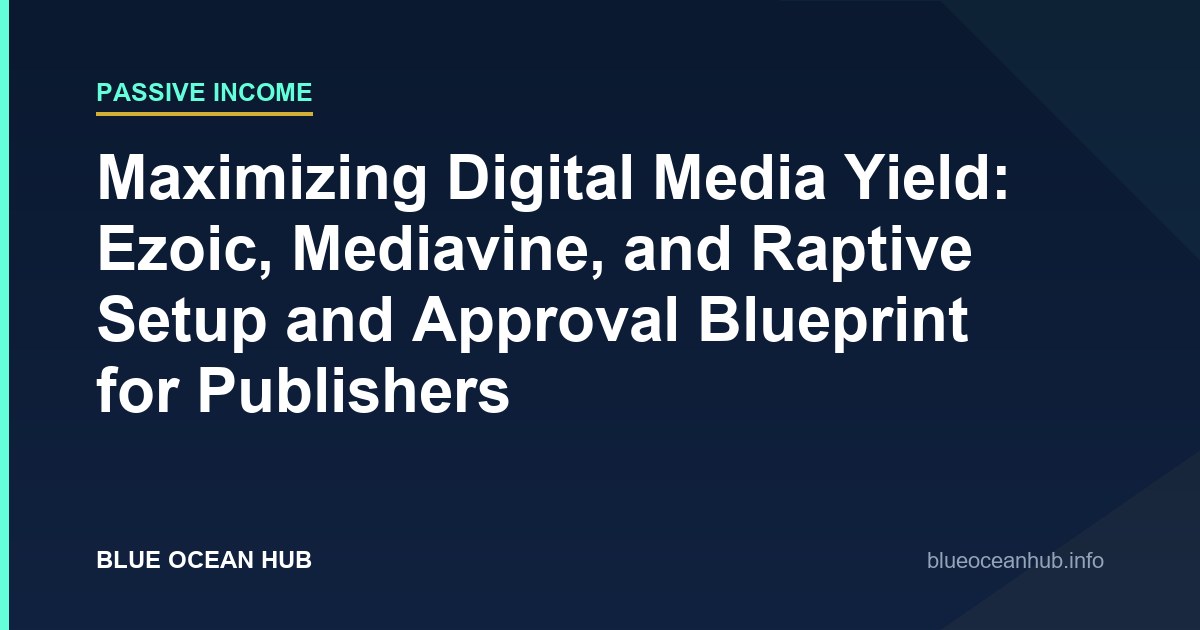 PASSIVE INCOME
Maximizing Digital Media Yield:
Ezoic, Mediavine, and Raptive
Setup and Approval Blueprint
for Publishers
BLUE OCEAN HUB
blueoceanhub.info